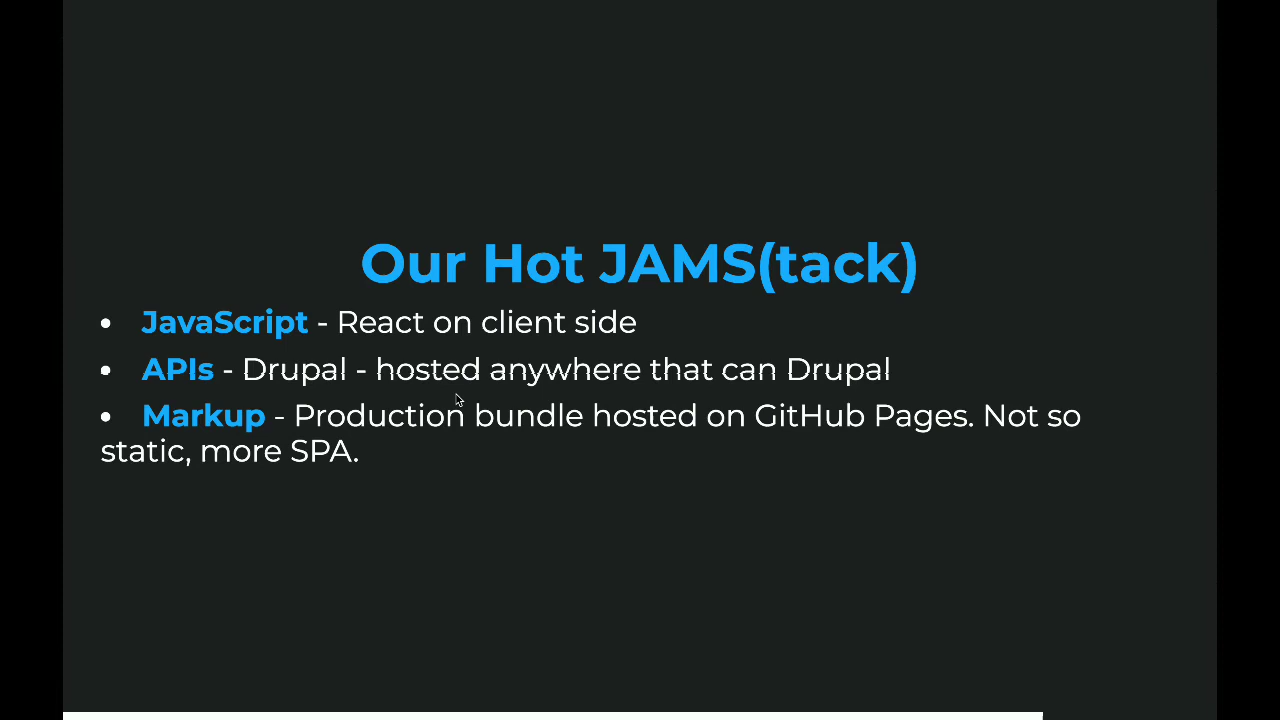 Our Hot JAMS(tack)
• JavaScript - React on client side
• APIs - Drupal - hosted anywhere that can Drupal
• Markup - Production bundle hosted on GitHub Pages. Not so
static, more SPA.